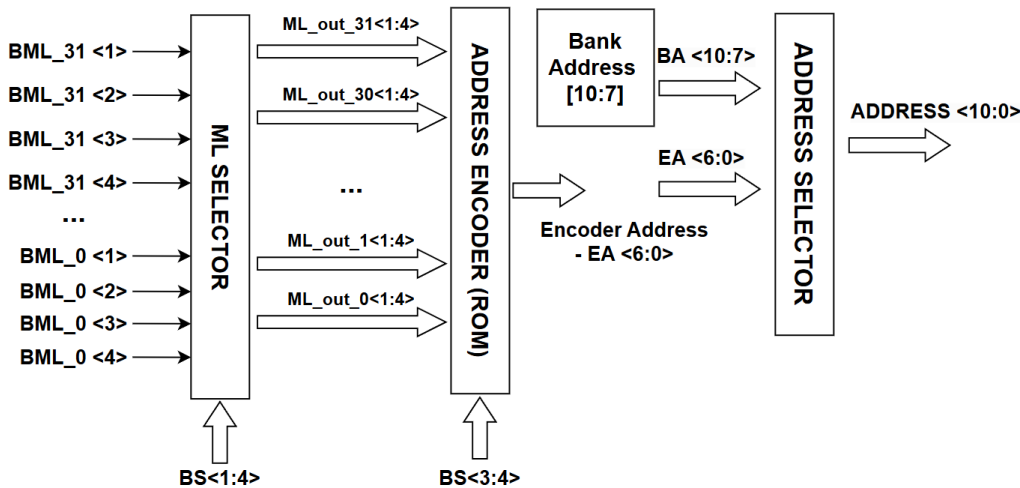 BML_31 <1>
BML_31 <2>
BML_31 <3>
BML_31 <4>
...
BML_0 <1>
BML_0 <2>
BML_0 <3>
BML_0 <4>
ML SELECTOR
BS<1:4>
ML_out_31<1:4>
ML_out_30<1:4>
...
ML_out_1<1:4>
ML_out_0<1:4>
ADDRESS ENCODER (ROM)
BS<3:4>
Bank
Address
[10:7]
BA <10:7>
EA <6:0>
Encoder Address
- EA <6:0>
ADDRESS SELECTOR
ADDRESS <10:0>